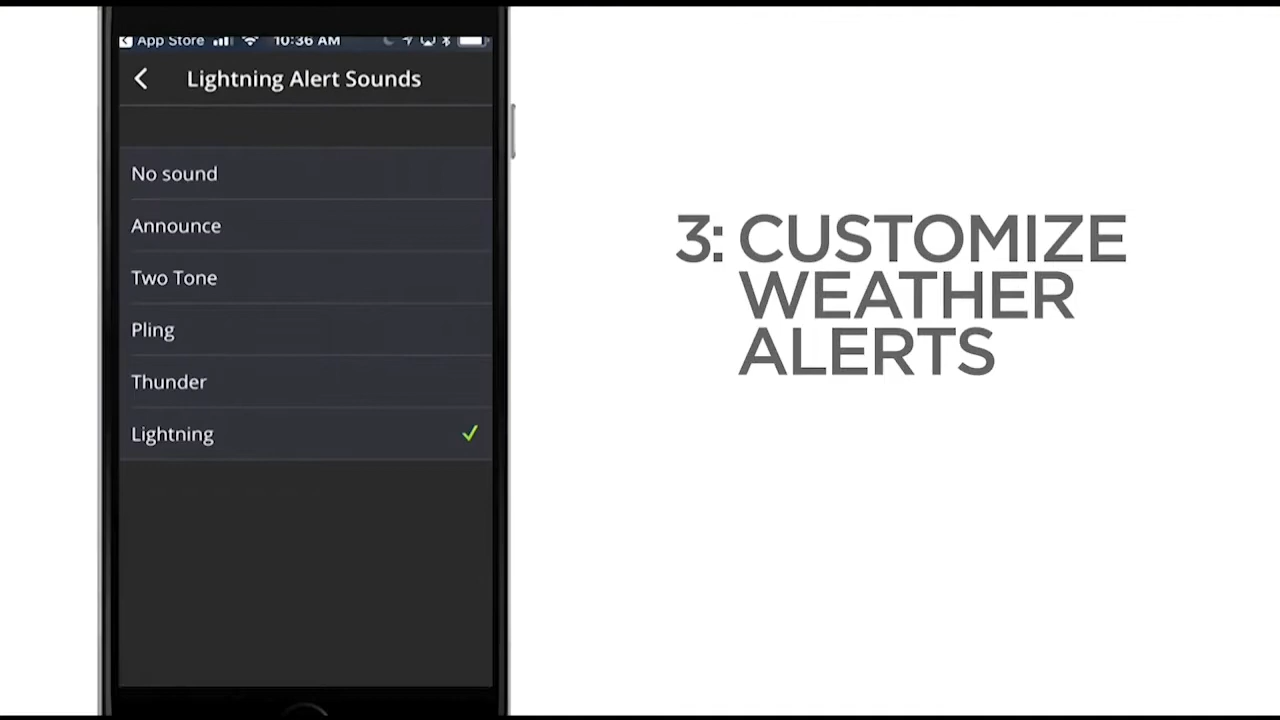 App Store 10:36 AM
Lightning Alert Sounds
No sound
Announce
Two Tone
Pling
Thunder
Lightning
3: CUSTOMIZE
WEATHER
ALERTS